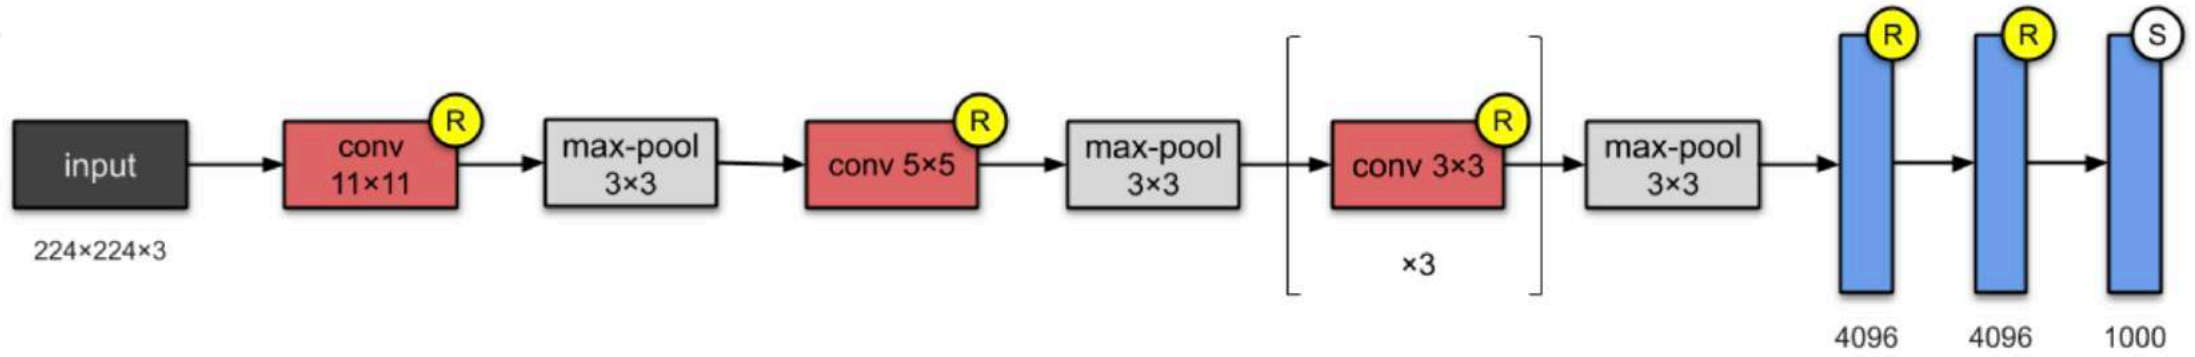 input
224×224×3
conv
11×11
R
max-pool
3×3
conv 5×5
R
max-pool
3×3
conv 3×3
R
×3
max-pool
3×3
R
4096
R
4096
S
1000